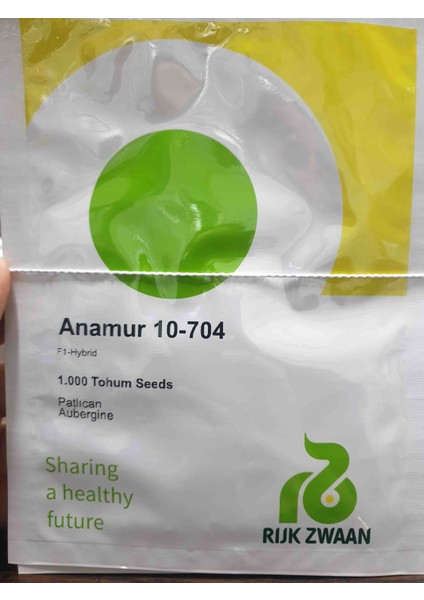 Anamur 10-704
F1-Hybrid
1.000 Tohum Seeds
Patlıcan
Aubergine
Sharing
a healthy
future
RIJK ZWAAN